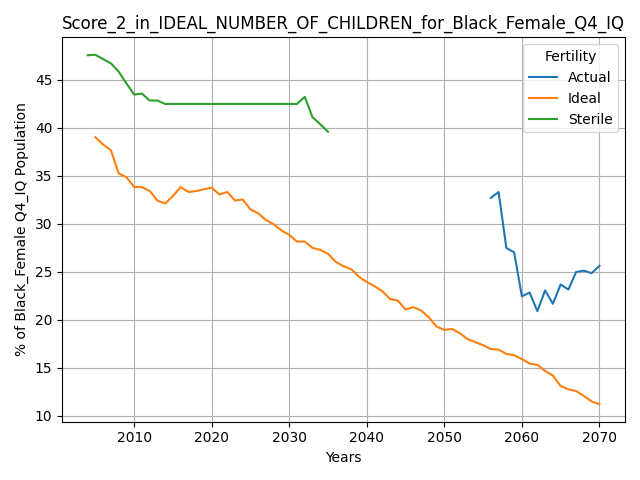 Score_2_in_IDEAL_NUMBER_OF_CHILDREN_for_Black_Female_Q4_IQ
Fertility
Actual
Ideal
Sterile
% of Black_Female Q4_IQ Population
45
40
35
30
25
20
15
10
2010
2020
2030
2040
2050
2060
2070
Years